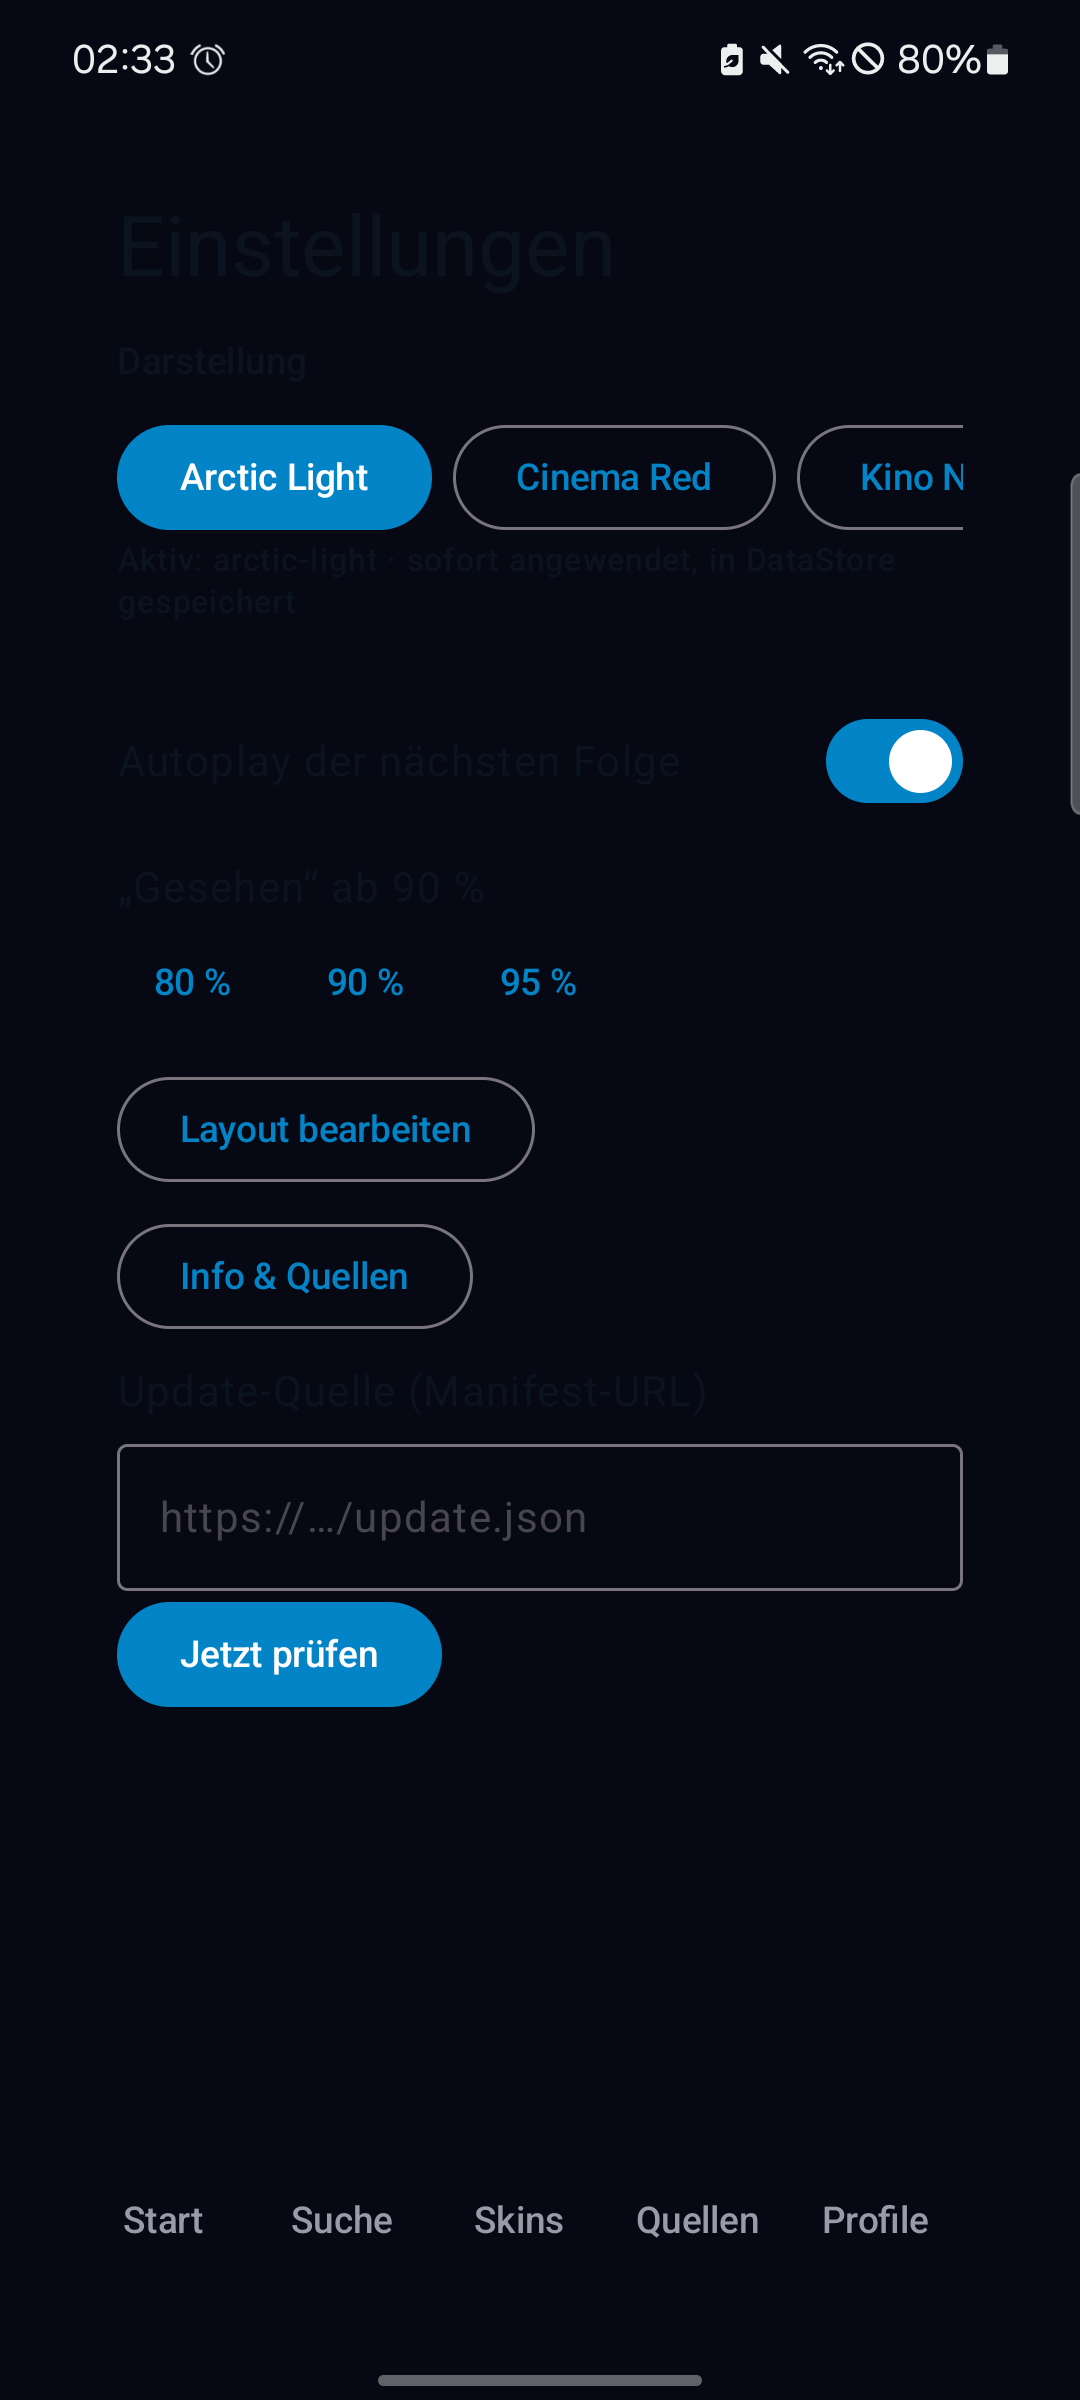 02:33
80%
Einstellungen
Darstellung
Arctic Light
Cinema Red
Kino N
Aktiv: arctic-light · sofort angewendet, in DataStore
gespeichert
Autoplay der nächsten Folge
„Gesehen“ ab 90 %
80 %
90 %
95 %
Layout bearbeiten
Info & Quellen
Update-Quelle (Manifest-URL)
https://…/update.json
Jetzt prüfen
Start
Suche
Skins
Quellen
Profile